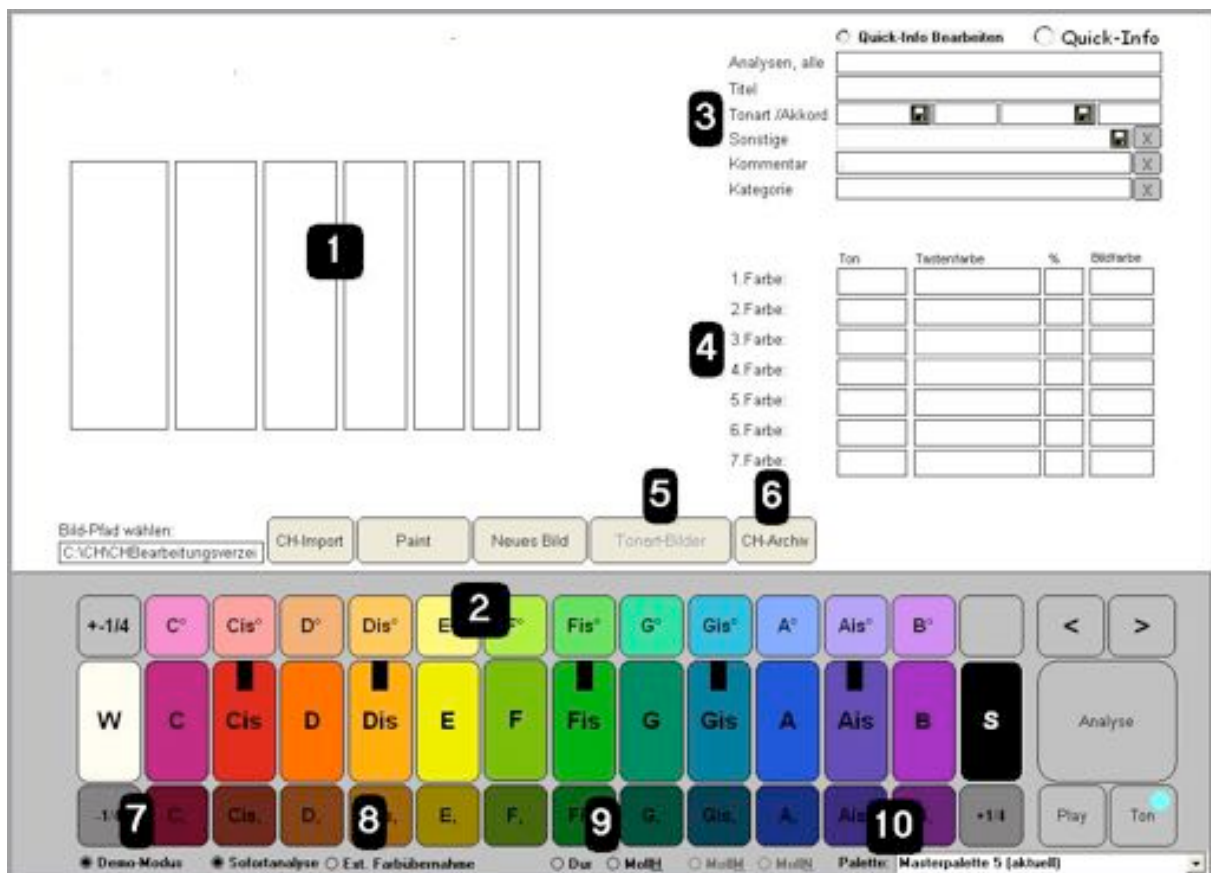 Quick-Info Bearbeiten Quick-Info
Analysen, alle
Titel
3 Tonart /Akkord
Sonstige X
Kommentar X
Kategorie X
1
Ton Tastenfarbe % Bildfarbe
1.Farbe:
2.Farbe:
3.Farbe:
4
4.Farbe:
5.Farbe:
6.Farbe:
7.Farbe:
5 6
Bild-Pfad wählen:
C:\CH\CHBearbeitungsverzei CH-Import Paint Neues Bild Tonart-Bilder CH-Archiv
2
+-1/4 C° Cis° D° Dis° F° Fis° G° Gis° A° Ais° B° < >
W C Cis D Dis E F Fis G Gis A Ais B S Analyse
7 C, Cis, D, 8 E, F, 9 G, Gis, A, 10 +1/4 Play Ton
Demo-Modus Sofortanalyse Ext. Farbübernahme Dur MollH MollM MollN Palette: Masterpalette 5 (aktuell)